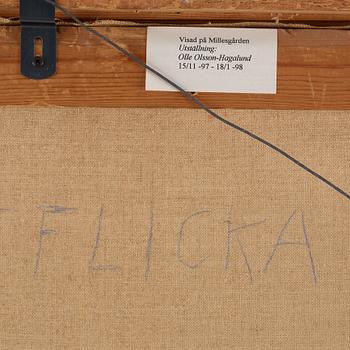 Visad på Millesgården
Utställning:
Olle Olsson-Hagalund
15/11 -97 - 18/1 -98
FLICKA